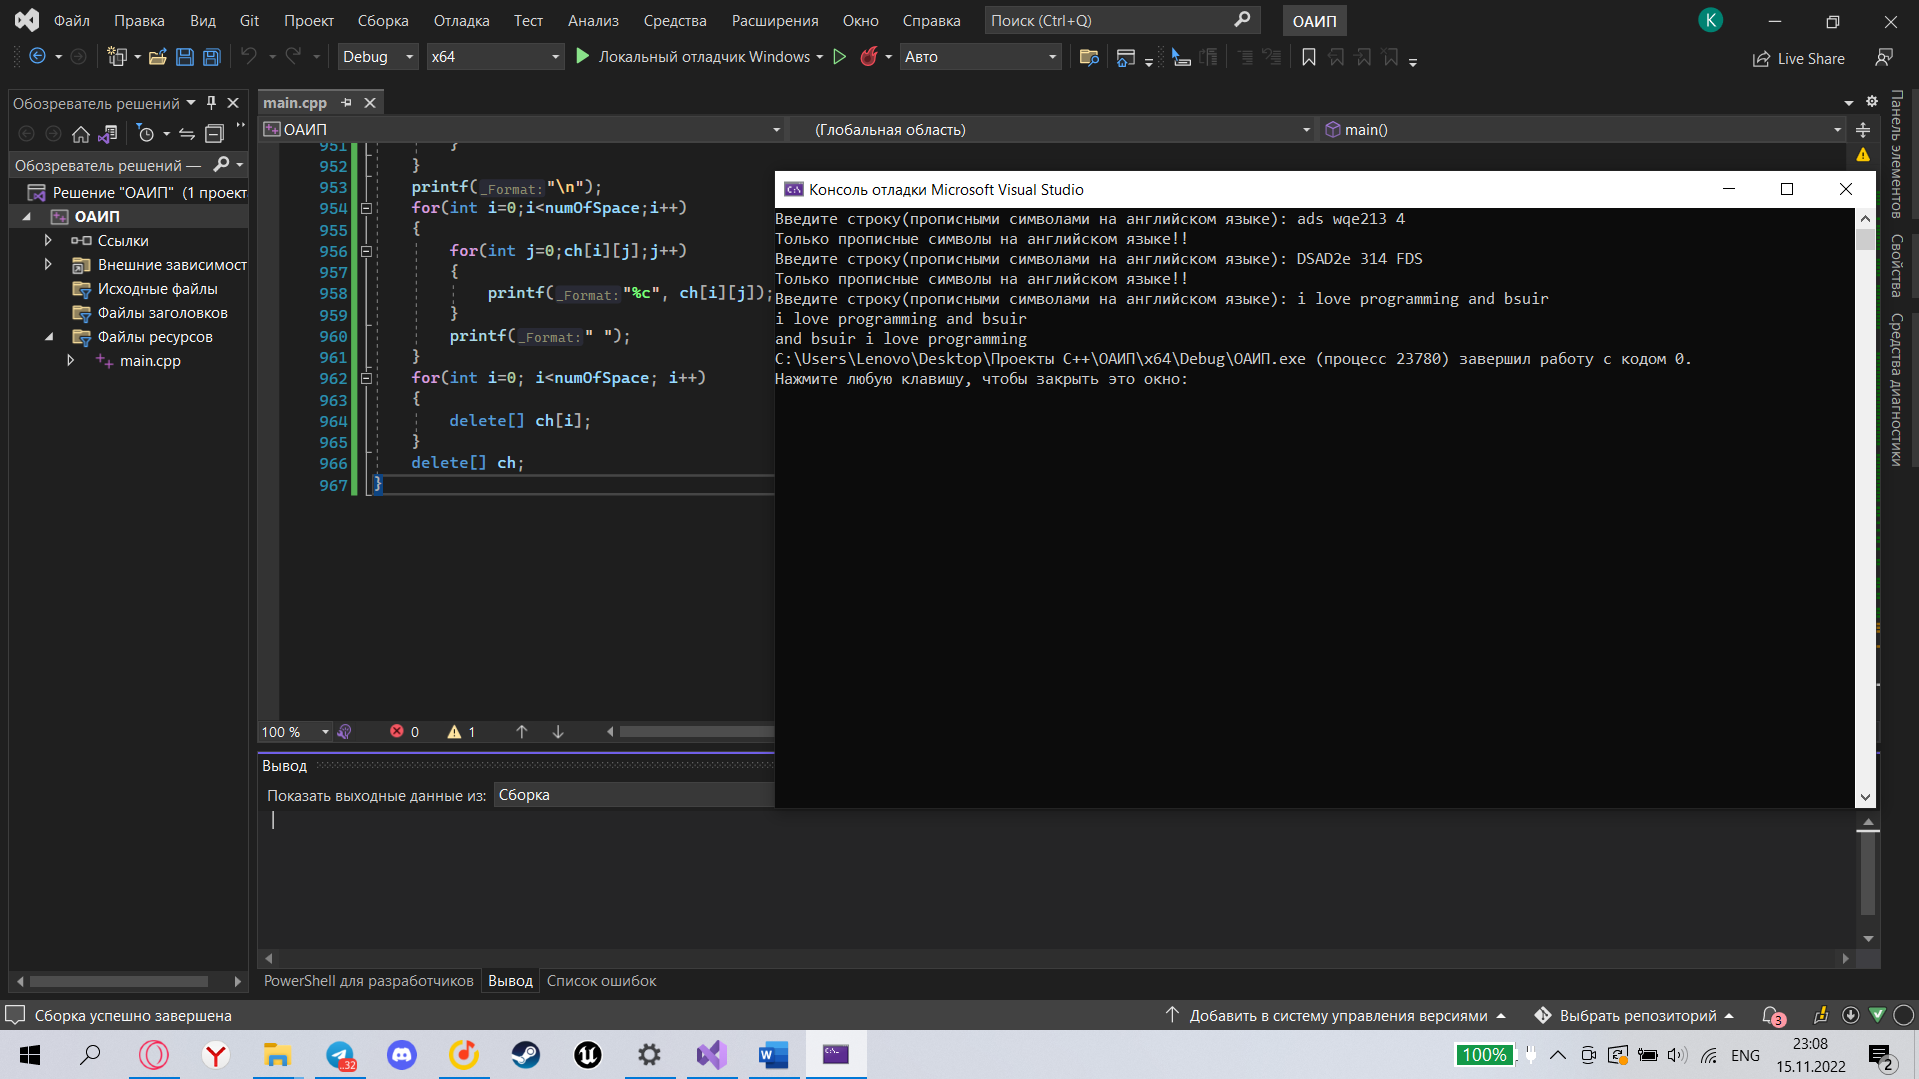 Файл Правка Вид Git Проект Сборка Отладка Тест Анализ Средства Расширения Окно Справка Поиск (Ctrl+Q) ОАИП K
Debug x64 Локальный отладчик Windows Авто Live Share
Обозреватель решений
main.cpp
ОАИП (Глобальная область) main()
Обозреватель решений —
Решение "ОАИП" (1 проект
ОАИП
Ссылки
Внешние зависимост
Исходные файлы
Файлы заголовков
Файлы ресурсов
main.cpp
951 }
952 }
953 printf(_Format:"\n");
954 for(int i=0;i<numOfSpace;i++)
955 {
956 for(int j=0;ch[i][j];j++)
957 {
958 printf(_Format:"%c", ch[i][j]);
959 }
960 printf(_Format:" ");
961 }
962 for(int i=0; i<numOfSpace; i++)
963 {
964 delete[] ch[i];
965 }
966 delete[] ch;
967 }
Консоль отладки Microsoft Visual Studio
Введите строку(прописными символами на английском языке): ads wqe213 4
Только прописные символы на английском языке!!
Введите строку(прописными символами на английском языке): DSAD2e 314 FDS
Только прописные символы на английском языке!!
Введите строку(прописными символами на английском языке): i love programming and bsuir
i love programming and bsuir
and bsuir i love programming
C:\Users\Lenovo\Desktop\Проекты C++\ОАИП\x64\Debug\ОАИП.exe (процесс 23780) завершил работу с кодом 0.
Нажмите любую клавишу, чтобы закрыть это окно:
Панель элементов
Свойства
Средства диагностики
100 % 0 1
Вывод
Показать выходные данные из: Сборка
PowerShell для разработчиков Вывод Список ошибок
Сборка успешно завершена Добавить в систему управления версиями Выбрать репозиторий 3
..32 100% ENG 23:08
15.11.2022 2